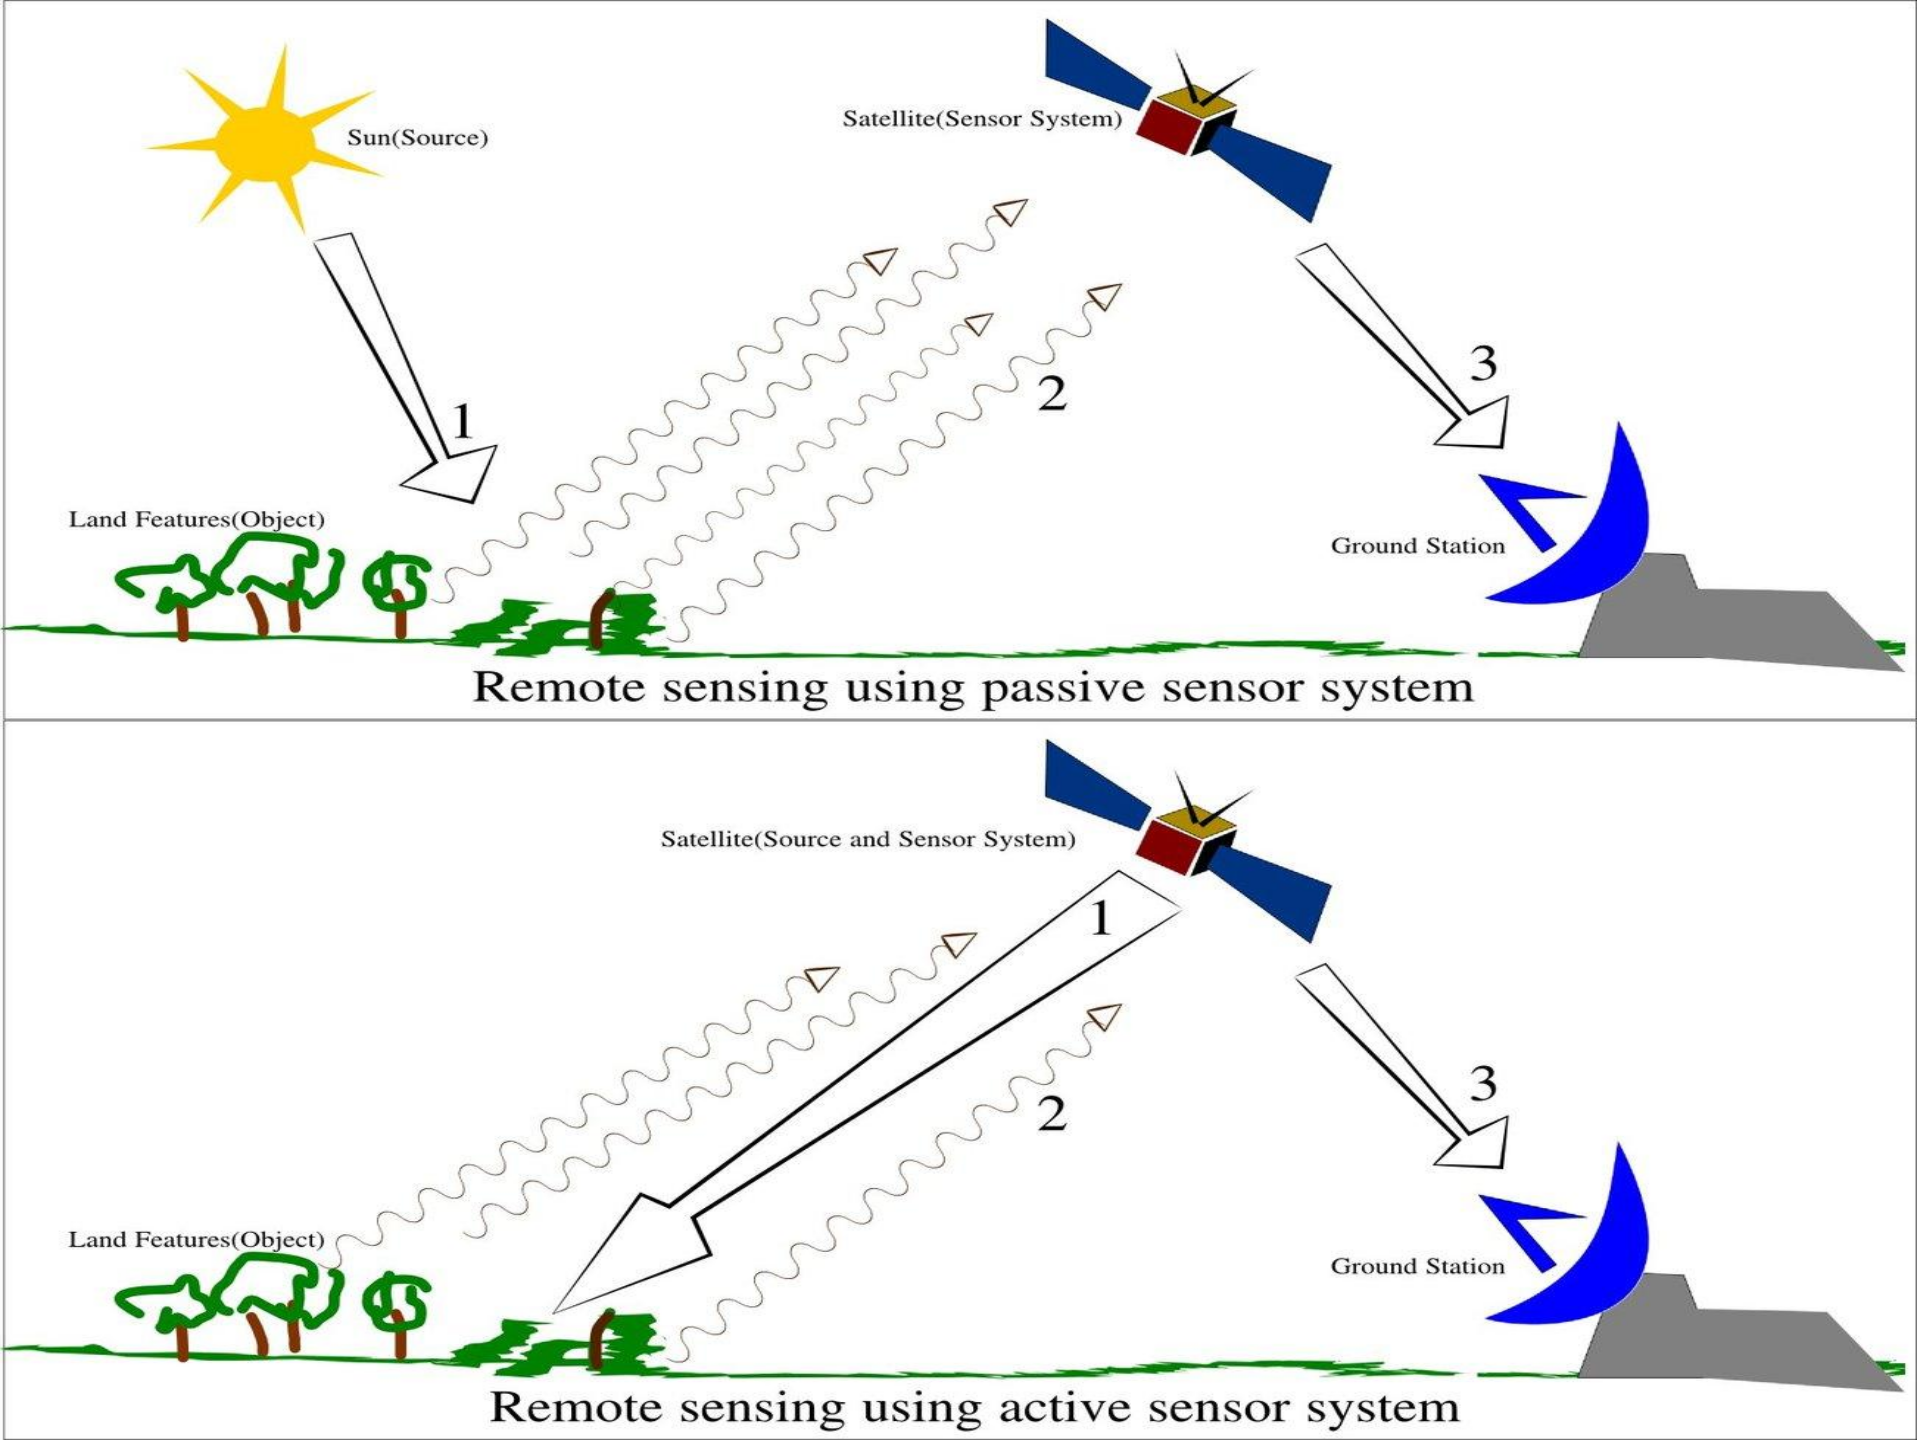 Sun(Source)
Satellite(Sensor System)
1
2
3
Land Features(Object)
Ground Station
Remote sensing using passive sensor system
Satellite(Source and Sensor System)
1
2
3
Land Features(Object)
Ground Station
Remote sensing using active sensor system